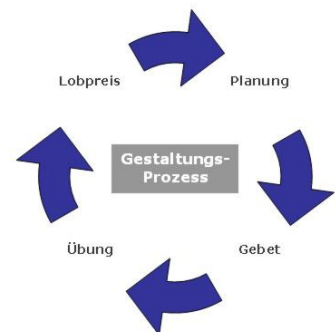 Lobpreis
Planung
Gestaltungs-
Prozess
Übung
Gebet